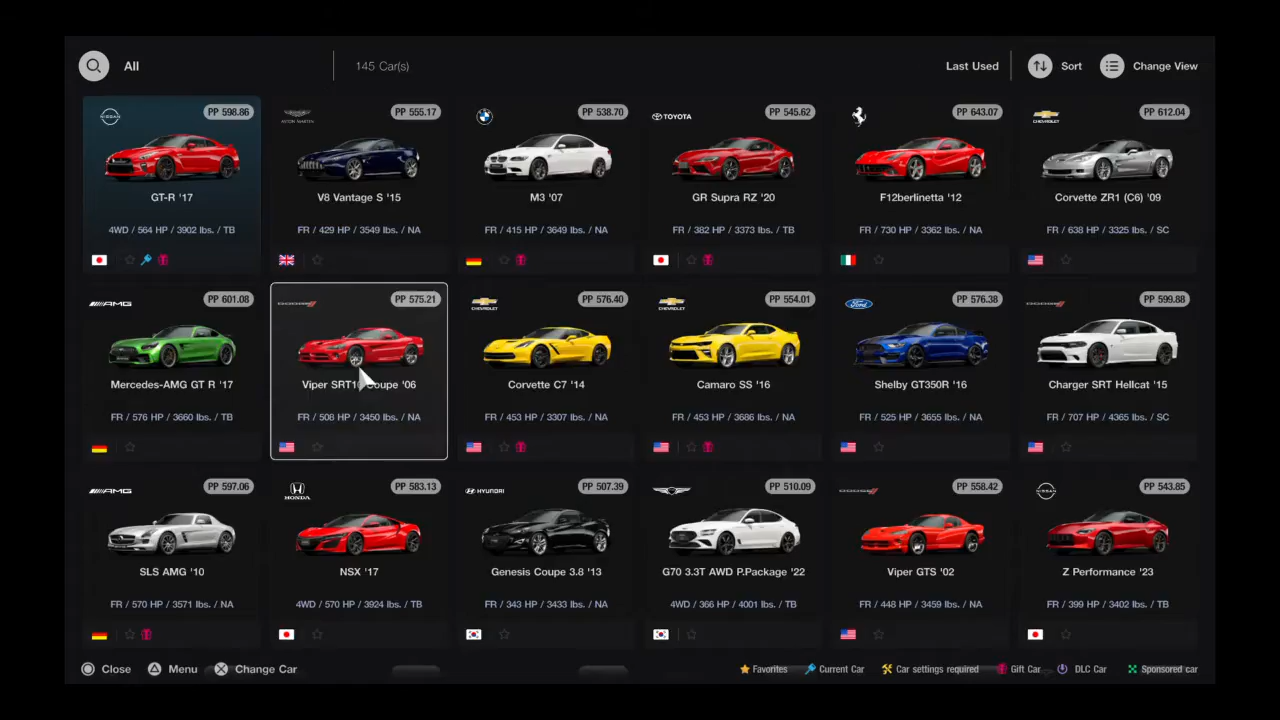 All
145 Car(s)
Last Used
Sort
Change View
PP 598.86
GT-R '17
4WD / 564 HP / 3902 lbs. / TB
ASTON MARTIN
PP 555.17
V8 Vantage S '15
FR / 429 HP / 3549 lbs. / NA
PP 538.70
M3 '07
FR / 415 HP / 3649 lbs. / NA
TOYOTA
PP 545.62
GR Supra RZ '20
FR / 382 HP / 3373 lbs. / TB
PP 643.07
F12berlinetta '12
FR / 730 HP / 3362 lbs. / NA
CHEVROLET
PP 612.04
Corvette ZR1 (C6) '09
FR / 638 HP / 3325 lbs. / SC
AMG
PP 601.08
Mercedes-AMG GT R '17
FR / 576 HP / 3660 lbs. / TB
DODGE
PP 575.21
Viper SRT10 Coupe '06
FR / 508 HP / 3450 lbs. / NA
CHEVROLET
PP 576.40
Corvette C7 '14
FR / 453 HP / 3307 lbs. / NA
CHEVROLET
PP 554.01
Camaro SS '16
FR / 453 HP / 3686 lbs. / NA
Ford
PP 576.38
Shelby GT350R '16
FR / 525 HP / 3655 lbs. / NA
DODGE
PP 599.88
Charger SRT Hellcat '15
FR / 707 HP / 4365 lbs. / SC
AMG
PP 597.06
SLS AMG '10
FR / 570 HP / 3571 lbs. / NA
HONDA
PP 583.13
NSX '17
4WD / 570 HP / 3924 lbs. / TB
HYUNDAI
PP 507.39
Genesis Coupe 3.8 '13
FR / 343 HP / 3433 lbs. / NA
PP 510.09
G70 3.3T AWD P.Package '22
4WD / 366 HP / 4001 lbs. / TB
DODGE
PP 558.42
Viper GTS '02
FR / 448 HP / 3459 lbs. / NA
PP 543.85
Z Performance '23
FR / 399 HP / 3402 lbs. / TB
Close
Menu
Change Car
Favorites
Current Car
Car settings required
Gift Car
DLC Car
Sponsored car